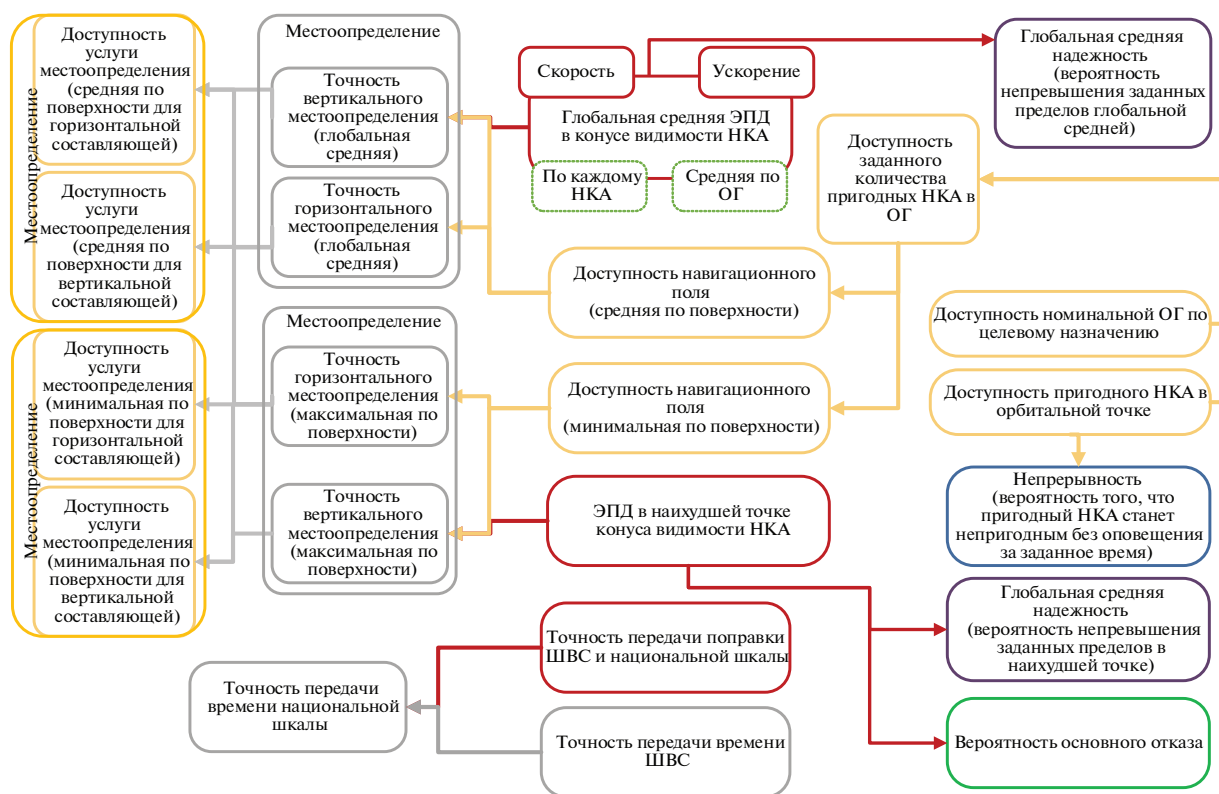 Местоопределение
Доступность
услуги
местоопределения
(средняя по
поверхности для
горизонтальной
составляющей)
Доступность
услуги
местоопределения
(средняя по
поверхности для
вертикальной
составляющей)
Местоопределение
Доступность
услуги
местоопределения
(минимальная по
поверхности для
горизонтальной
составляющей)
Доступность
услуги
местоопределения
(минимальная по
поверхности для
вертикальной
составляющей)
Местоопределение
Точность
вертикального
местоопределения
(глобальная
средняя)
Точность
горизонтального
местоопределения
(глобальная
средняя)
Местоопределение
Точность
горизонтального
местоопределения
(максимальная по
поверхности)
Точность
вертикального
местоопределения
(максимальная по
поверхности)
Точность передачи
времени национальной
шкалы
Скорость
Ускорение
Глобальная средняя ЭПД
в конусе видимости НКА
По каждому
НКА
Средняя по
ОГ
Доступность навигационного
поля
(средняя по поверхности)
Доступность навигационного
поля
(минимальная по поверхности)
ЭПД в наихудшей точке
конуса видимости НКА
Точность передачи поправки
ШВС и национальной шкалы
Точность передачи времени
ШВС
Доступность
заданного
количества
пригодных НКА в
ОГ
Глобальная средняя
надежность
(вероятность
непревышения заданных
пределов глобальной
средней)
Доступность номинальной ОГ по
целевому назначению
Доступность пригодного НКА в
орбитальной точке
Непрерывность
(вероятность того, что
пригодный НКА станет
непригодным без оповещения
за заданное время)
Глобальная средняя
надежность
(вероятность непревышения
заданных пределов в
наихудшей точке)
Вероятность основного отказа